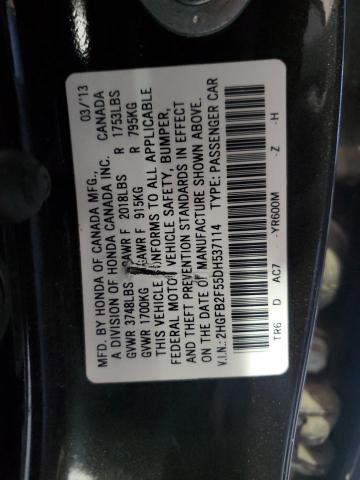 MFD. BY HONDA OF CANADA MFG., 03/'13
A DIVISION OF HONDA CANADA INC. CANADA
GVWR 3748LBS GAWR F 2018LBS R 1753LBS
GVWR 1700KG GAWR F 915KG R 795KG
THIS VEHICLE CONFORMS TO ALL APPLICABLE
FEDERAL MOTOR VEHICLE SAFETY, BUMPER,
AND THEFT PREVENTION STANDARDS IN EFFECT
ON THE DATE OF MANUFACTURE SHOWN ABOVE.
V.I.N.:2HGFB2F55DH537114 TYPE: PASSENGER CAR
TR6 D AC7 -YR600M -Z -H